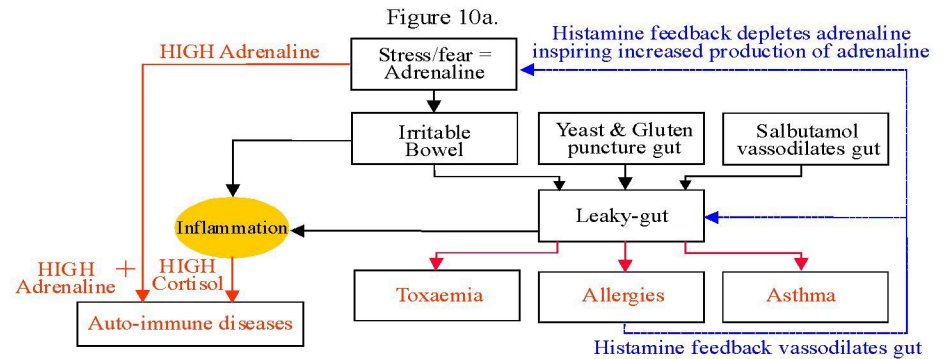 Figure 10a.
HIGH Adrenaline
Stress/fear =
Adrenaline
Histamine feedback depletes adrenaline
inspiring increased production of adrenaline
Irritable
Bowel
Yeast & Gluten
puncture gut
Salbutamol
vassodilates gut
Inflammation
Leaky-gut
HIGH
Adrenaline
+
HIGH
Cortisol
Toxaemia
Allergies
Asthma
Auto-immune diseases
Histamine feedback vassodilates gut